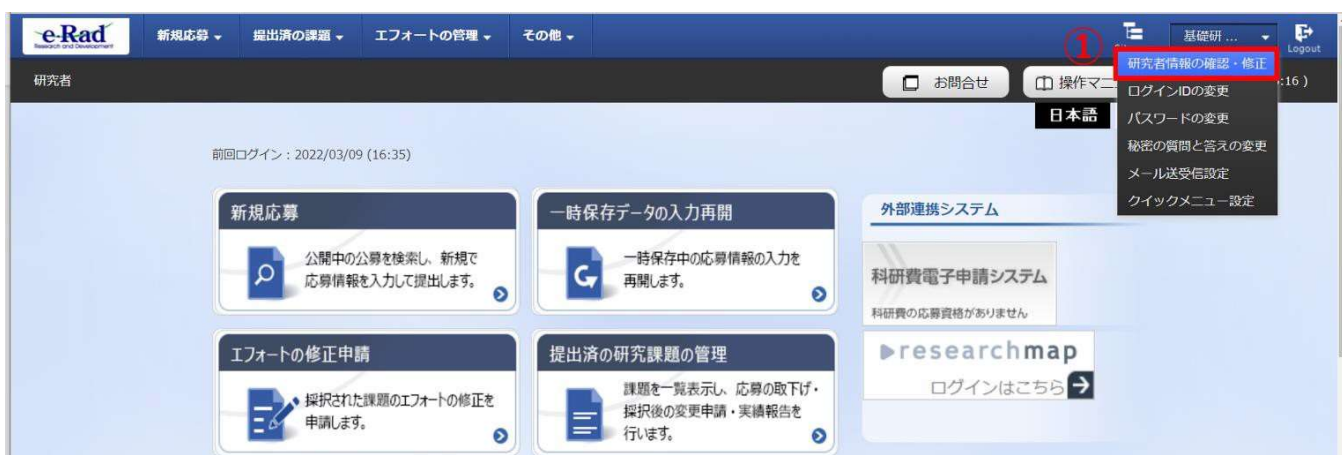 e-Rad
Research and Development
新規応募
提出済の課題
エフォートの管理
その他
①
基礎研 ...
Logout
研究者
お問合せ
操作マニ
:16 )
日本語
研究者情報の確認・修正
ログインIDの変更
パスワードの変更
秘密の質問と答えの変更
メール送受信設定
クイックメニュー設定
前回ログイン : 2022/03/09 (16:35)
新規応募
公開中の公募を検索し、新規で
応募情報を入力して提出します。
一時保存データの入力再開
一時保存中の応募情報の入力を
再開します。
外部連携システム
科研費電子申請システム
科研費の応募資格がありません
エフォートの修正申請
採択された課題のエフォートの修正を
申請します。
提出済の研究課題の管理
課題を一覧表示し、応募の取下げ・
採択後の変更申請・実績報告を
行います。
researchmap
ログインはこちら